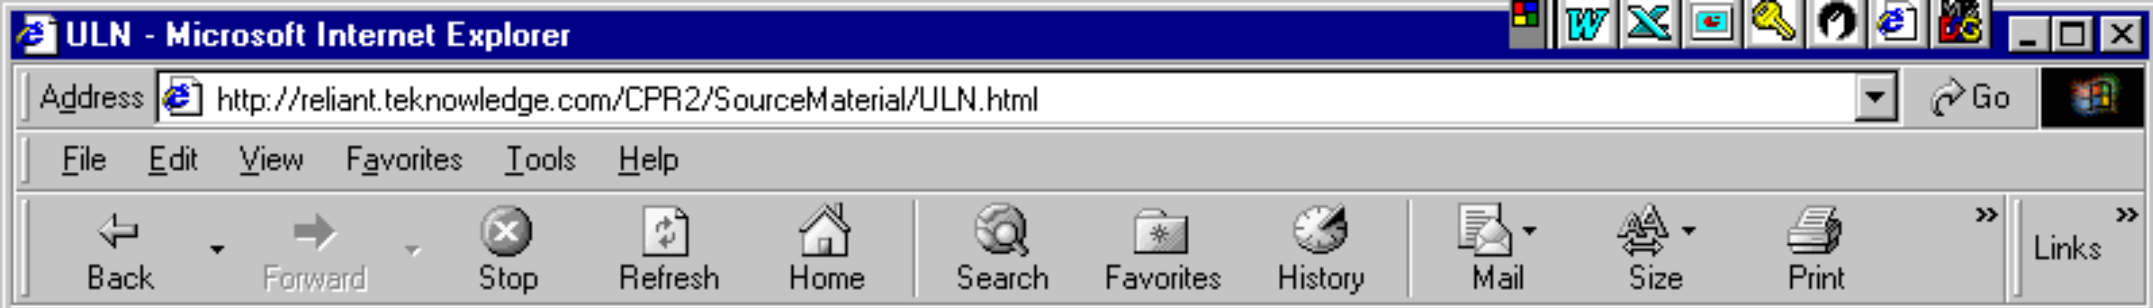 ULN - Microsoft Internet Explorer
Address http://reliant.teknowledge.com/CPR2/SourceMaterial/ULN.html Go
File Edit View Favorites Tools Help
Back Forward Stop Refresh Home Search Favorites History Mail Size Print » Links »